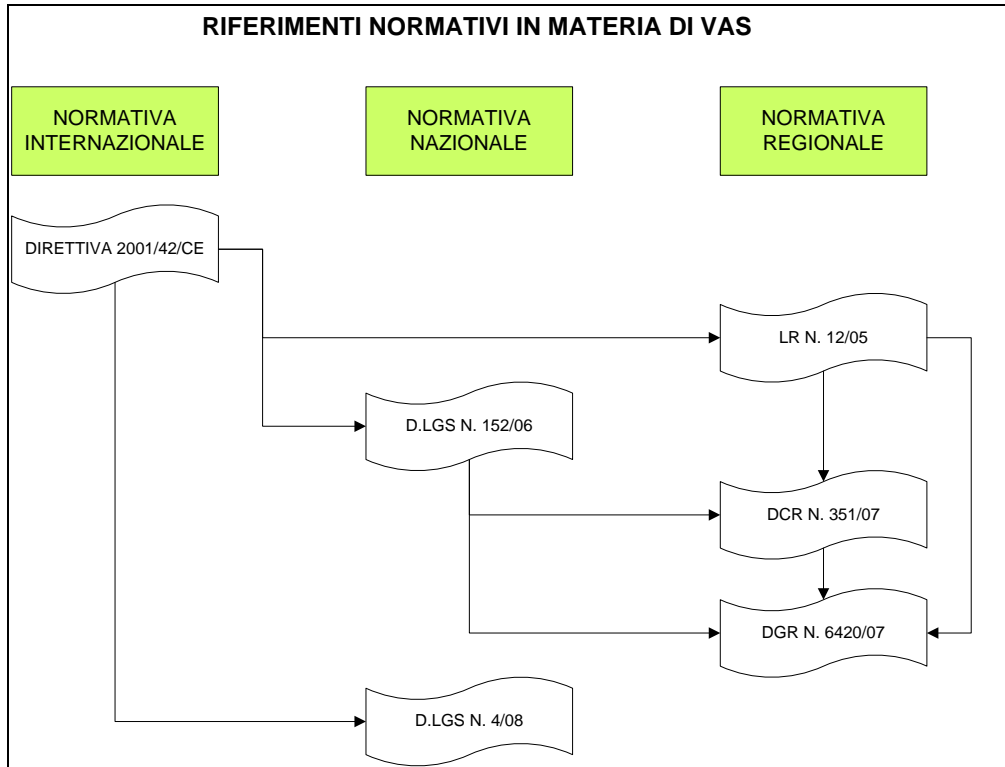 RIFERIMENTI NORMATIVI IN MATERIA DI VAS
NORMATIVA
INTERNAZIONALE
NORMATIVA
NAZIONALE
NORMATIVA
REGIONALE
DIRETTIVA 2001/42/CE
LR N. 12/05
D.LGS N. 152/06
DCR N. 351/07
DGR N. 6420/07
D.LGS N. 4/08